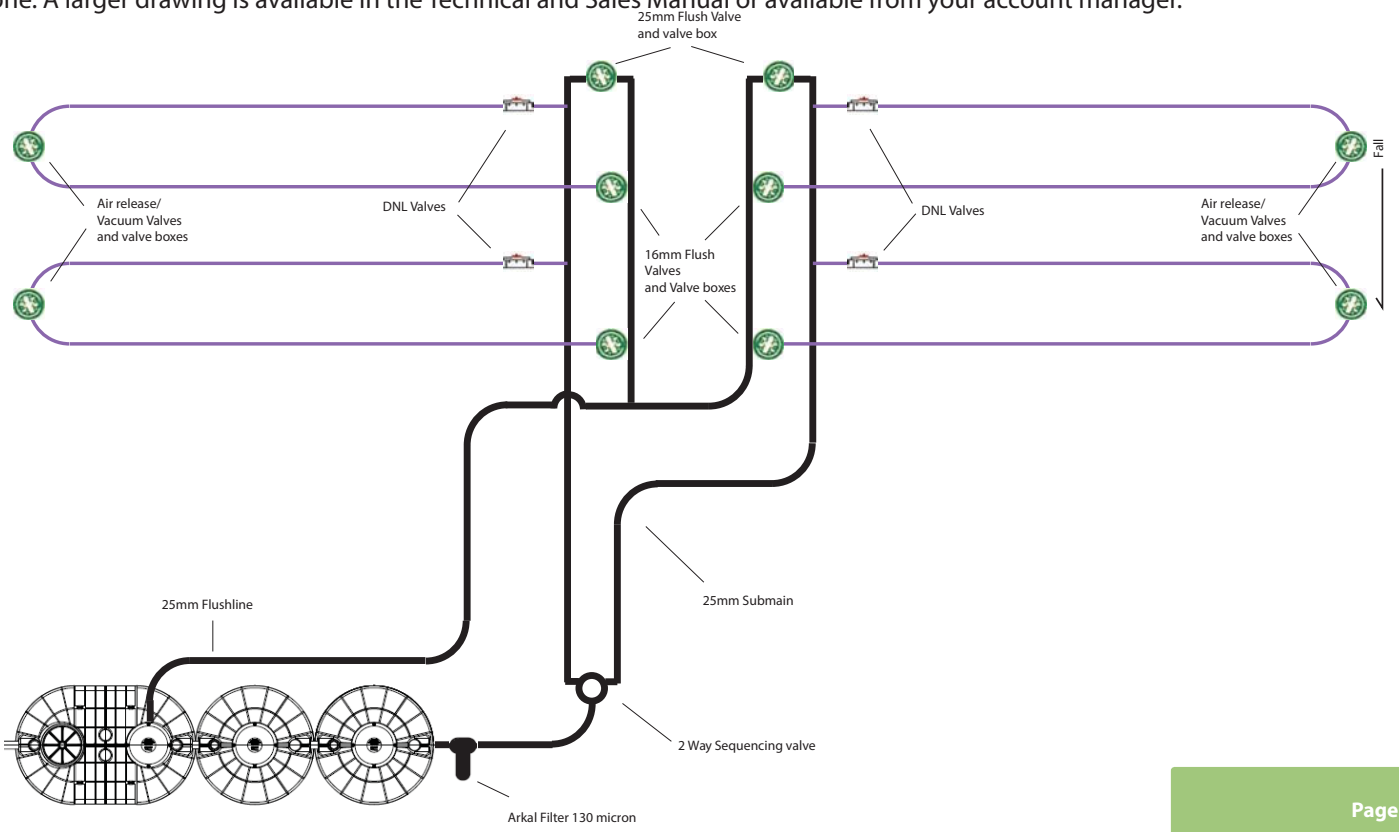 one. A larger drawing is available in the Technical and Sales Manual or available from your account manager.
25mm Flush Valve
and valve box
Fall
Air release/
Vacuum Valves
and valve boxes
DNL Valves
DNL Valves
Air release/
Vacuum Valves
and valve boxes
16mm Flush
Valves
and Valve boxes
25mm Submain
25mm Flushline
2 Way Sequencing valve
Arkal Filter 130 micron
Page